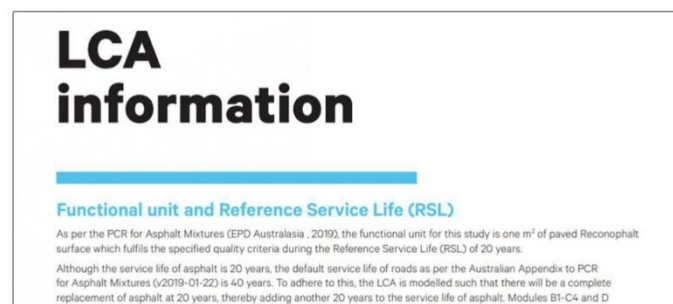 LCA
information
Functional unit and Reference Service Life (RSL)
As per the PCR for Asphalt Mixtures (EPD Australasia , 2019), the functional unit for this study is one m² of paved Reconophalt
surface which fulfils the specified quality criteria during the Reference Service Life (RSL) of 20 years.
Although the service life of asphalt is 20 years, the default service life of roads as per the Australian Appendix to PCR
for Asphalt Mixtures (v2019-01-22) is 40 years. To adhere to this, the LCA is modelled such that there will be a complete
replacement of asphalt at 20 years, thereby adding another 20 years to the service life of asphalt. Modules B1-C4 and D